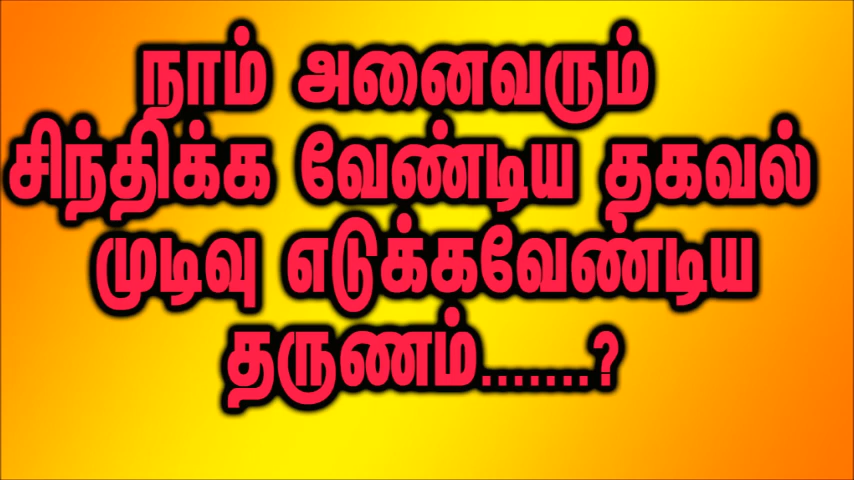 நாம் அனைவரும்
சிந்திக்க வேண்டிய தகவல்
முடிவு எடுக்கவேண்டிய
தருணம்.......?